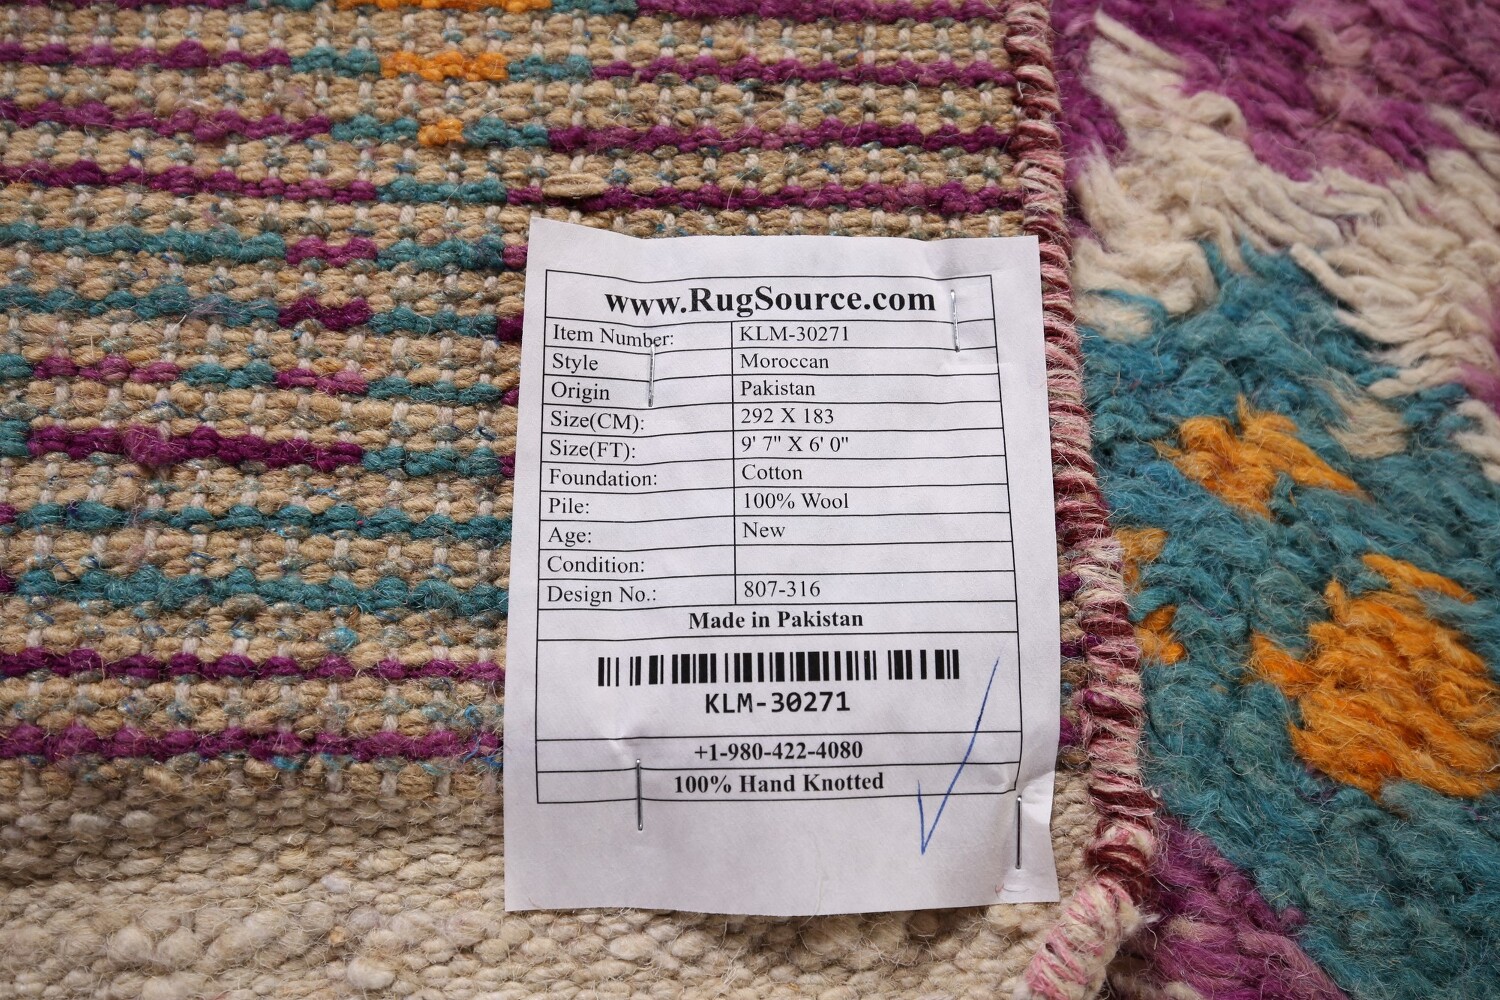 www.RugSource.com
Item Number: KLM-30271
Style Moroccan
Origin Pakistan
Size(CM): 292 X 183
Size(FT): 9' 7" X 6' 0"
Foundation: Cotton
Pile: 100% Wool
Age: New
Condition:
Design No.: 807-316
Made in Pakistan
KLM-30271
+1-980-422-4080
100% Hand Knotted